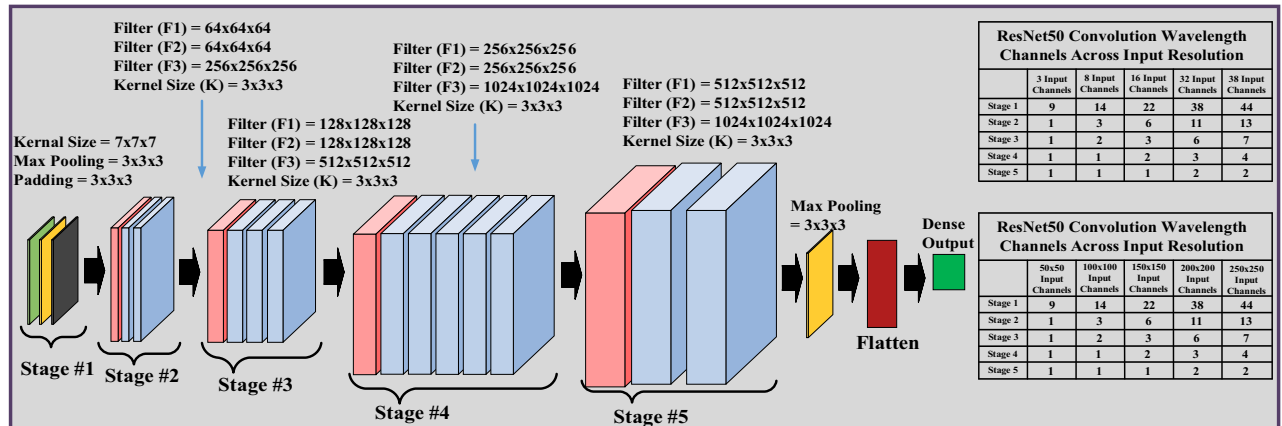 Filter (F1) = 64x64x64
Filter (F2) = 64x64x64
Filter (F3) = 256x256x256
Kernel Size (K) = 3x3x3
Filter (F1) = 256x256x256
Filter (F2) = 256x256x256
Filter (F3) = 1024x1024x1024
Kernel Size (K) = 3x3x3
Filter (F1) = 512x512x512
Filter (F2) = 512x512x512
Filter (F3) = 1024x1024x1024
Kernel Size (K) = 3x3x3
Kernal Size = 7x7x7
Max Pooling = 3x3x3
Padding = 3x3x3
Filter (F1) = 128x128x128
Filter (F2) = 128x128x128
Filter (F3) = 512x512x512
Kernel Size (K) = 3x3x3
Max Pooling
= 3x3x3
Dense
Output
Flatten
Stage #1
Stage #2
Stage #3
Stage #4
Stage #5
ResNet50 Convolution Wavelength
Channels Across Input Resolution
3 Input Channels 8 Input Channels 16 Input Channels 32 Input Channels 38 Input Channels
Stage 1 9 14 22 38 44
Stage 2 1 3 6 11 13
Stage 3 1 2 3 6 7
Stage 4 1 1 2 3 4
Stage 5 1 1 1 2 2
ResNet50 Convolution Wavelength
Channels Across Input Resolution
50x50 Input Channels 100x100 Input Channels 150x150 Input Channels 200x200 Input Channels 250x250 Input Channels
Stage 1 9 14 22 38 44
Stage 2 1 3 6 11 13
Stage 3 1 2 3 6 7
Stage 4 1 1 2 3 4
Stage 5 1 1 1 2 2